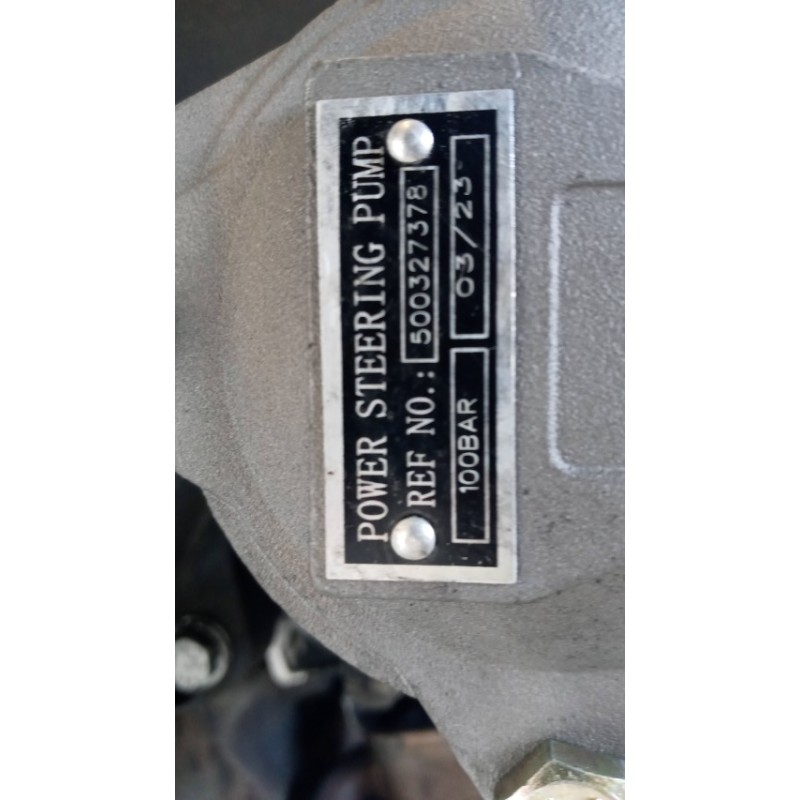 POWER STEERING PUMP
REF NO.: 500327378
100BAR 03/23